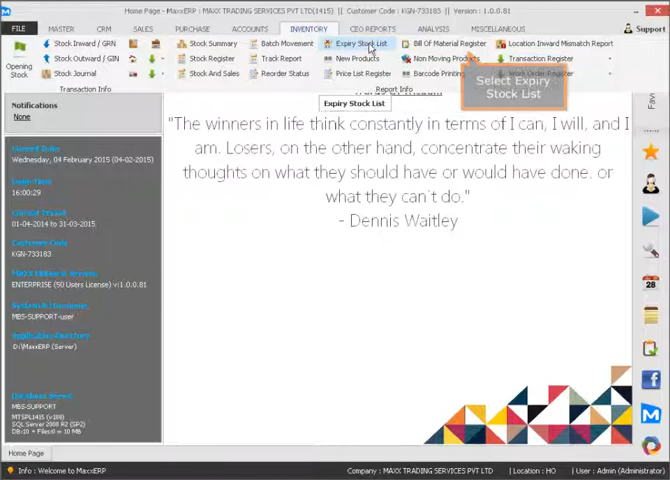 Home Page - MaxxERP : MAXX TRADING SERVICES PVT LTD(1415) | Customer Code : KGN-733183 | Version : 1.0.0.81
FILE MASTER CRM SALES PURCHASE ACCOUNTS INVENTORY CEO REPORTS ANALYSIS MISCELLANEOUS Support
Opening Stock
Stock Inward / GRN
Stock Outward / GIN
Stock Journal
Transaction Info
Stock Summary Batch Movement Expiry Stock List Bill Of Material Register Location Inward Mismatch Report
Stock Register Track Report New Products Non Moving Products Transaction Register
Stock And Sales Reorder Status Price List Register Barcode Printing
Report Info
Select Expiry
Stock List
Expiry Stock List
Notifications
None
"The winners in life think constantly in terms of I can, I will, and I
am. Losers, on the other hand, concentrate their waking
thoughts on what they should have or would have done, or
what they can't do."
- Dennis Waitley
Wednesday, 04 February 2015 (04-02-2015)
16:00:29
01-04-2014 to 31-03-2015
Customer Code
KGN-733183
ENTERPRISE (50 Users License) v:1.0.0.81
MBS-SUPPORT-user
D:\MaxxERP (Server)
MBS-SUPPORT
MTSPL1415 (v188)
SQL Server 2008 R2 (SP2)
28
Home Page
Info : Welcome to MaxxERP
Company : MAXX TRADING SERVICES PVT LTD | Location : HO | User : Admin (Administrator)